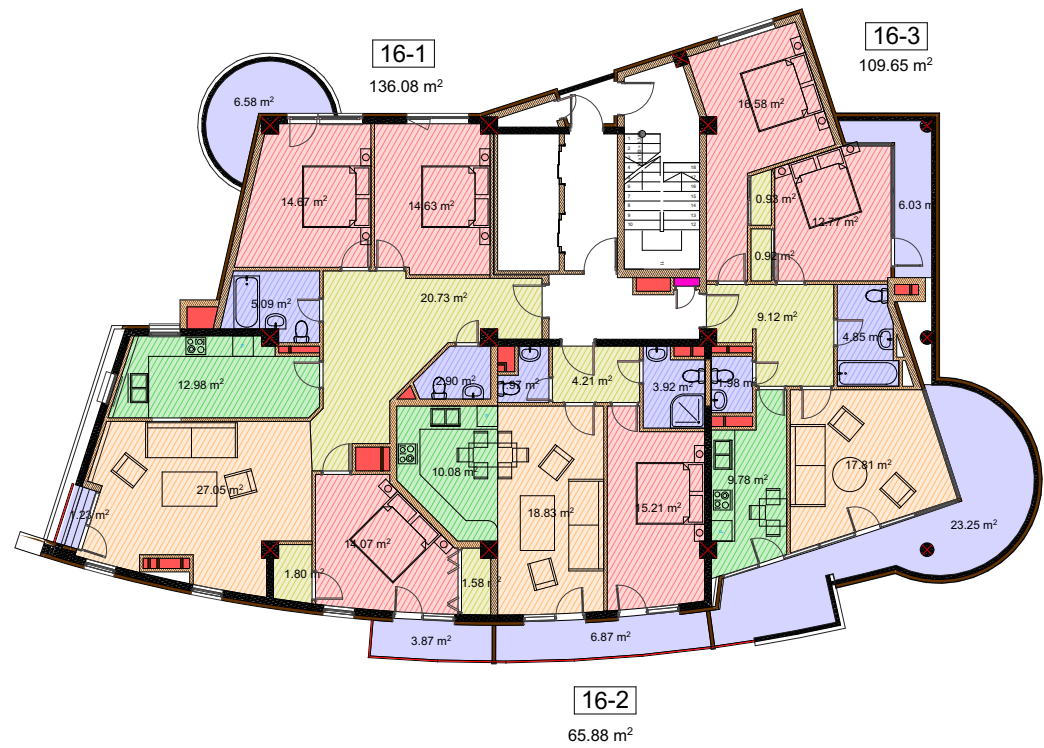 16-1
136.08 m²
16-3
109.65 m²
6.58 m²
16.58 m²
14.67 m²
14.63 m²
0.93 m²
12.77 m²
6.03 m
0.92 m²
5.09 m²
20.73 m²
9.12 m²
4.85 m²
12.98 m²
2.90 m²
1.97 m²
4.21 m²
3.92 m²
1.98 m²
10.08 m²
17.81 m²
27.05 m²
9.78 m²
18.83 m²
15.21 m²
1.23 m²
23.25 m²
14.07 m²
1.80 m²
1.58 m²
3.87 m²
6.87 m²
16-2
65.88 m²